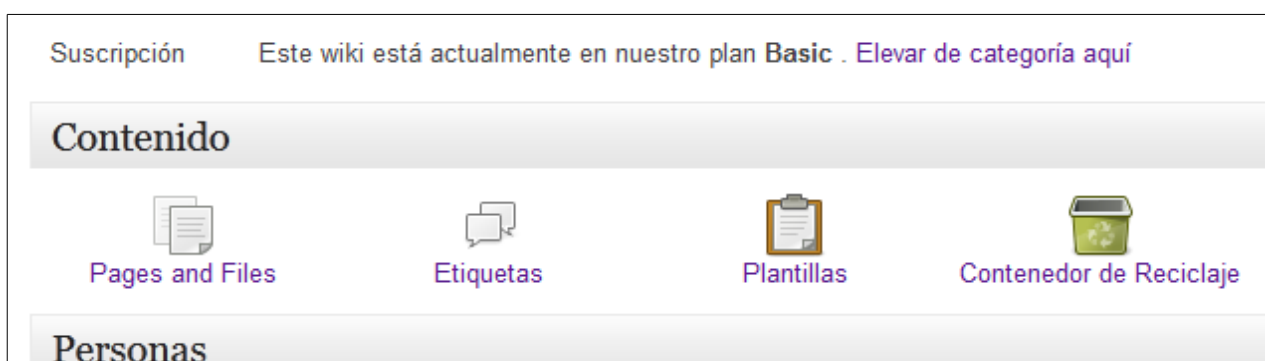 Suscripción Este wiki está actualmente en nuestro plan Basic . Elevar de categoría aquí
Contenido
Pages and Files Etiquetas Plantillas Contenedor de Reciclaje
Personas